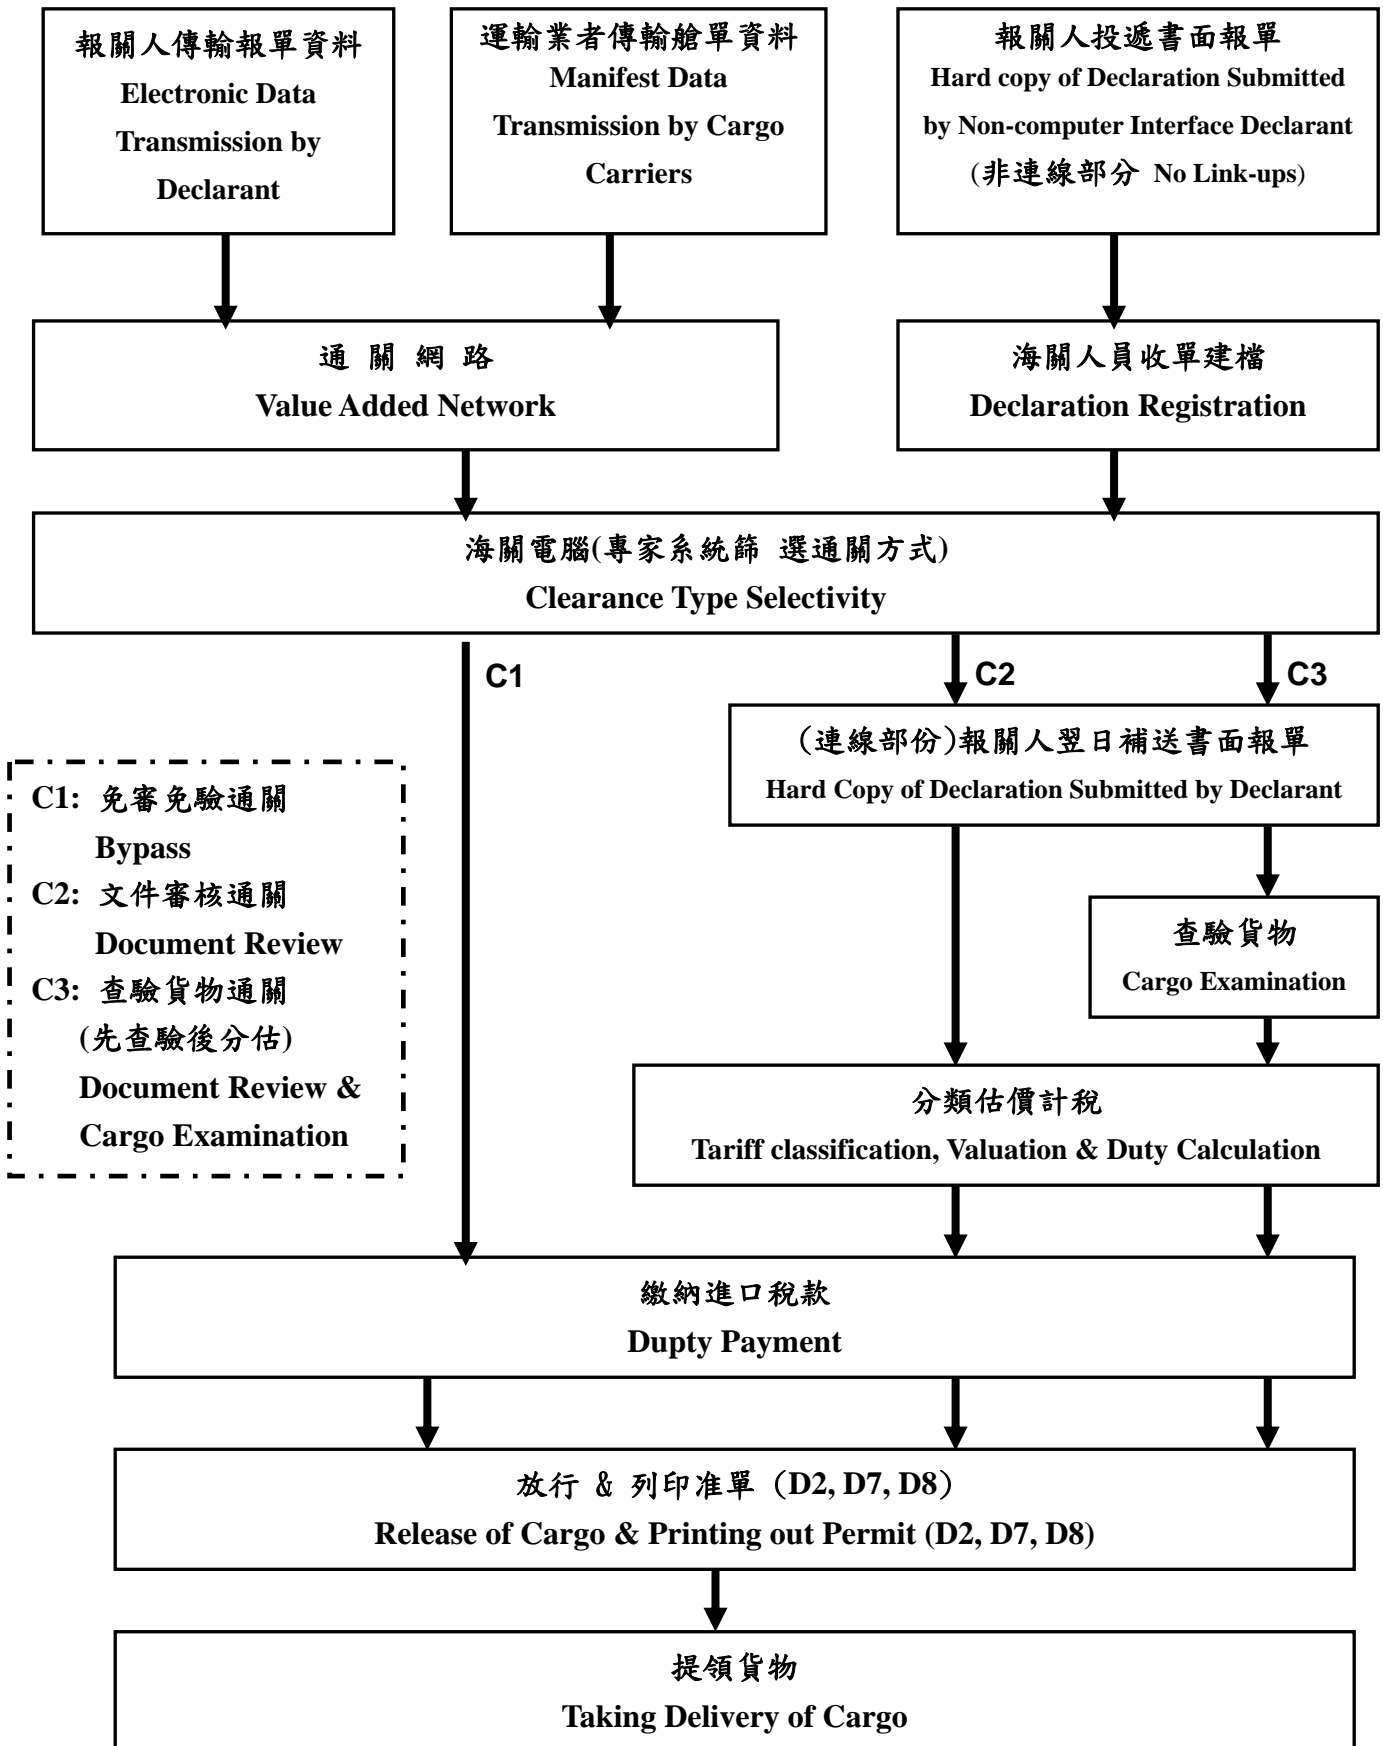 報關人傳輸報單資料
Electronic Data
Transmission by
Declarant
運輸業者傳輸艙單資料
Manifest Data
Transmission by Cargo
Carriers
報關人投遞書面報單
Hard copy of Declaration Submitted
by Non-computer Interface Declarant
(非連線部分 No Link-ups)
通 關 網 路
Value Added Network
海關人員收單建檔
Declaration Registration
海關電腦(專家系統篩 選通關方式)
Clearance Type Selectivity
C1
C2
C3
(連線部份)報關人翌日補送書面報單
Hard Copy of Declaration Submitted by Declarant
C1: 免審免驗通關
Bypass
C2: 文件審核通關
Document Review
C3: 查驗貨物通關
(先查驗後分估)
Document Review &
Cargo Examination
查驗貨物
Cargo Examination
分類估價計稅
Tariff classification, Valuation & Duty Calculation
繳納進口稅款
Dupty Payment
放行 & 列印准單 (D2, D7, D8)
Release of Cargo & Printing out Permit (D2, D7, D8)
提領貨物
Taking Delivery of Cargo